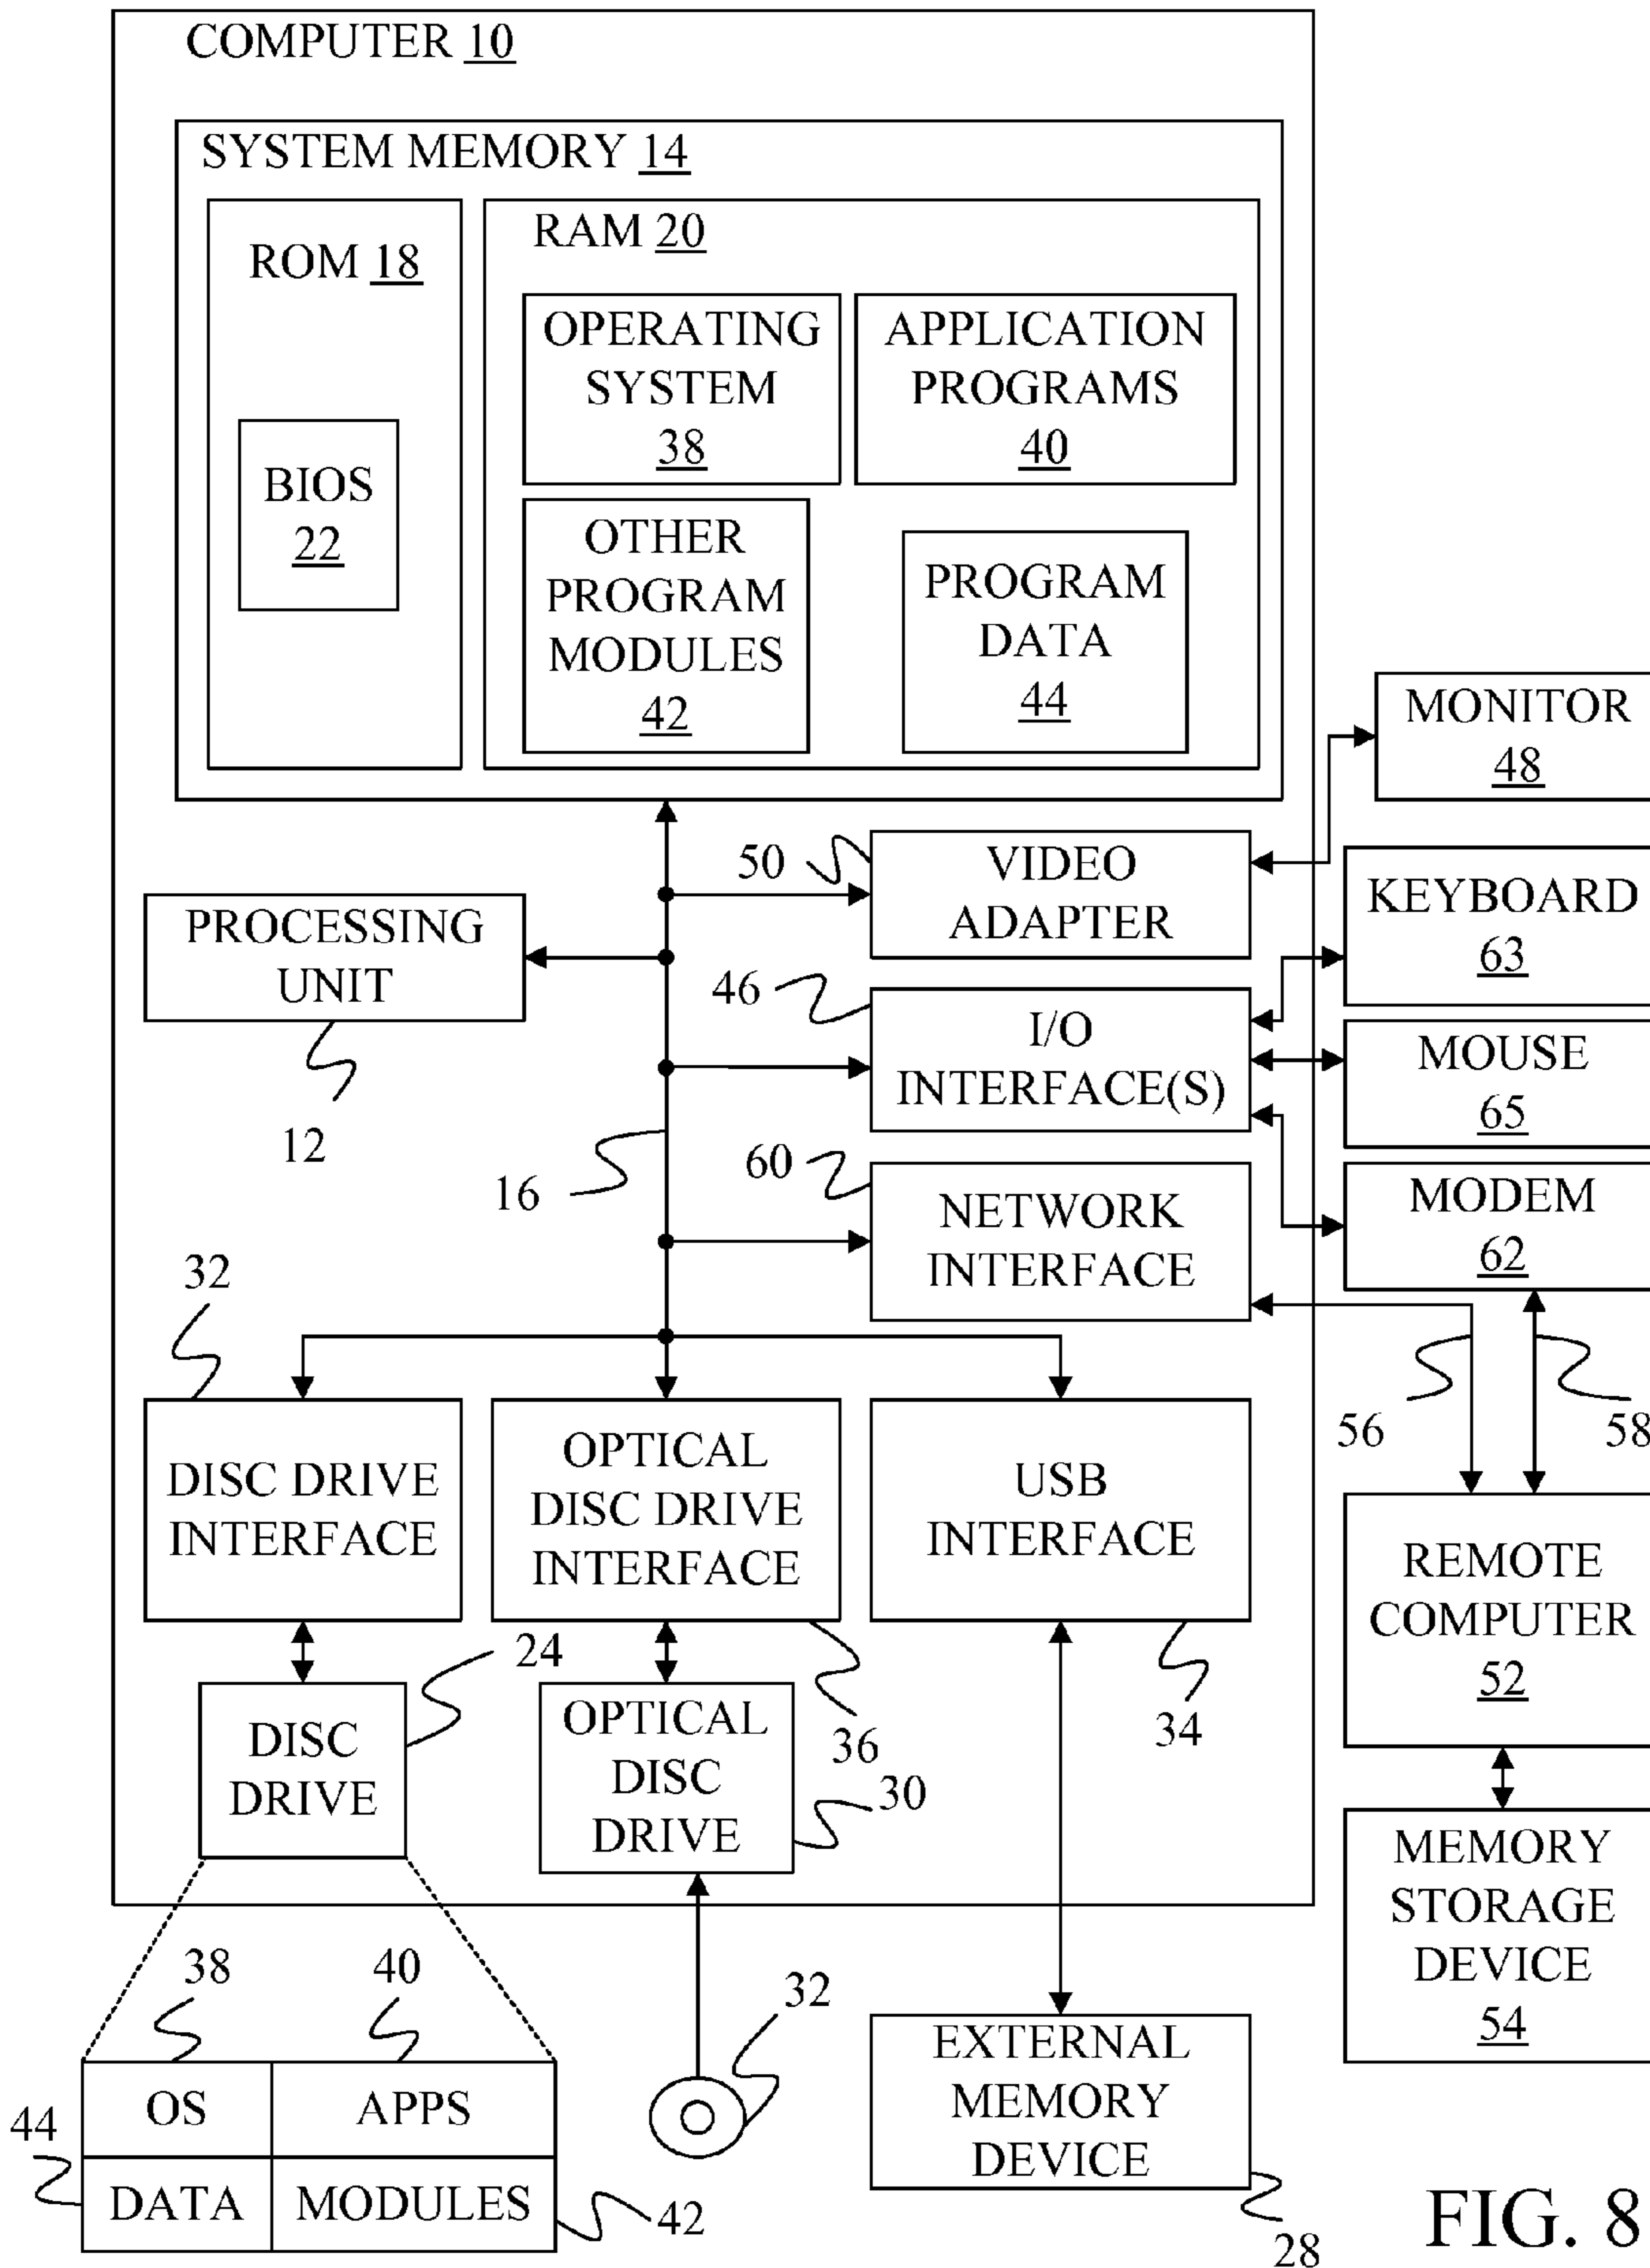 COMPUTER 10
SYSTEM MEMORY 14
ROM 18
BIOS
22
RAM 20
OPERATING
SYSTEM
38
APPLICATION
PROGRAMS
40
OTHER
PROGRAM
MODULES
42
PROGRAM
DATA
44
MONITOR
48
50
VIDEO
ADAPTER
KEYBOARD
63
PROCESSING
UNIT
12
46
I/O
INTERFACE(S)
MOUSE
65
16
60
NETWORK
INTERFACE
MODEM
62
56
58
32
DISC DRIVE
INTERFACE
OPTICAL
DISC DRIVE
INTERFACE
36
USB
INTERFACE
34
REMOTE
COMPUTER
52
24
DISC
DRIVE
OPTICAL
DISC
DRIVE
30
MEMORY
STORAGE
DEVICE
54
38
40
OS
APPS
44
DATA
MODULES
42
32
EXTERNAL
MEMORY
DEVICE
28
FIG. 8